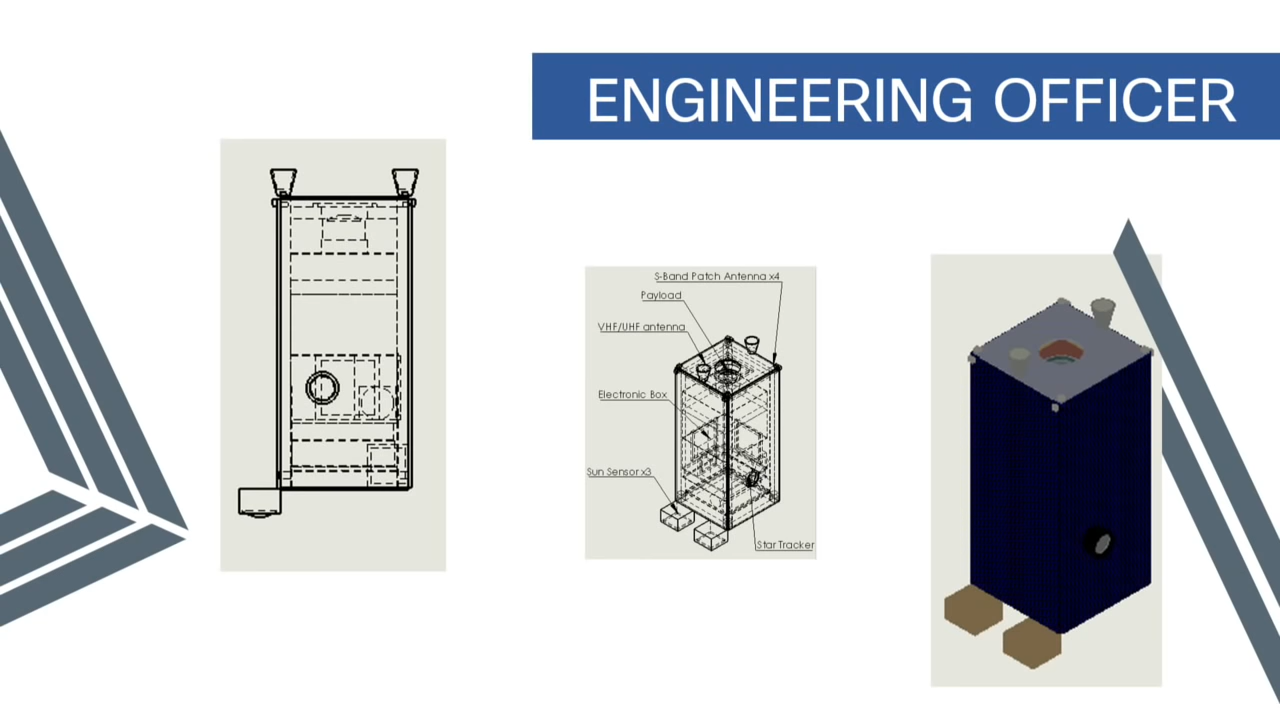 ENGINEERING OFFICER
S-Band Patch Antenna x4
Payload
VHF/UHF antenna
Electronic Box
Sun Sensor x3
Star Tracker